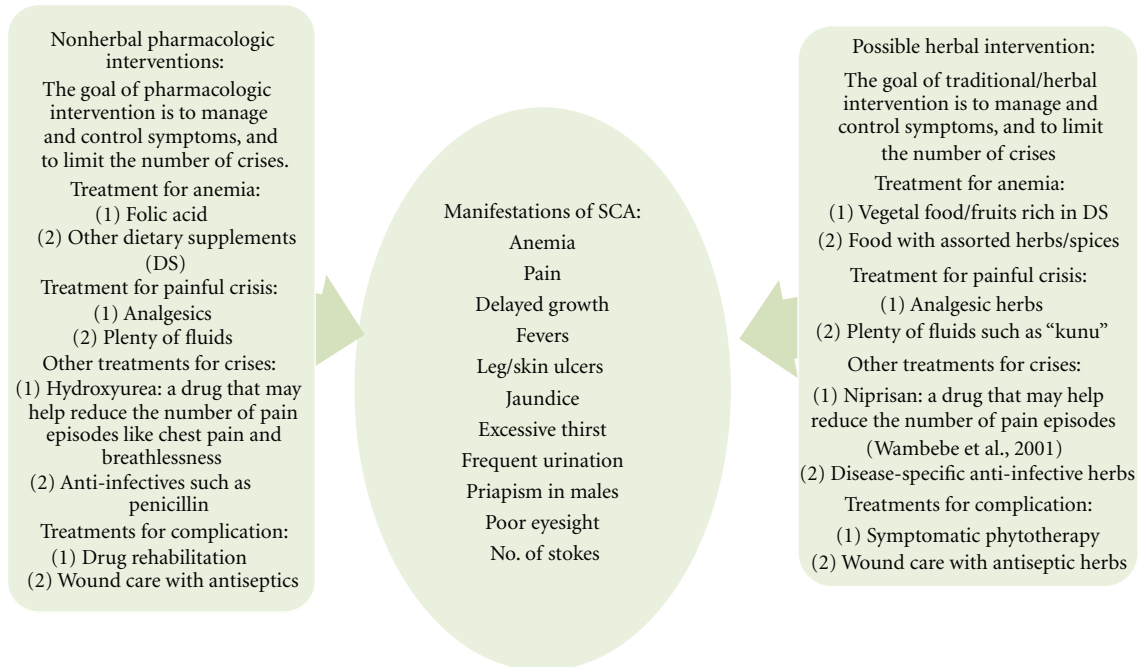 Nonherbal pharmacologic
interventions:
The goal of pharmacologic
intervention is to manage
and control symptoms, and
to limit the number of crises.
Treatment for anemia:
(1) Folic acid
(2) Other dietary supplements
(DS)
Treatment for painful crisis:
(1) Analgesics
(2) Plenty of fluids
Other treatments for crises:
(1) Hydroxyurea: a drug that may
help reduce the number of pain
episodes like chest pain and
breathlessness
(2) Anti-infectives such as
penicillin
Treatments for complication:
(1) Drug rehabilitation
(2) Wound care with antiseptics
Manifestations of SCA:
Anemia
Pain
Delayed growth
Fevers
Leg/skin ulcers
Jaundice
Excessive thirst
Frequent urination
Priapism in males
Poor eyesight
No. of stokes
Possible herbal intervention:
The goal of traditional/herbal
intervention is to manage and
control symptoms, and to limit
the number of crises
Treatment for anemia:
(1) Vegetal food/fruits rich in DS
(2) Food with assorted herbs/spices
Treatment for painful crisis:
(1) Analgesic herbs
(2) Plenty of fluids such as “kunu”
Other treatments for crises:
(1) Niprisan: a drug that may help
reduce the number of pain episodes
(Wambebe et al., 2001)
(2) Disease-specific anti-infective herbs
Treatments for complication:
(1) Symptomatic phytotherapy
(2) Wound care with antiseptic herbs